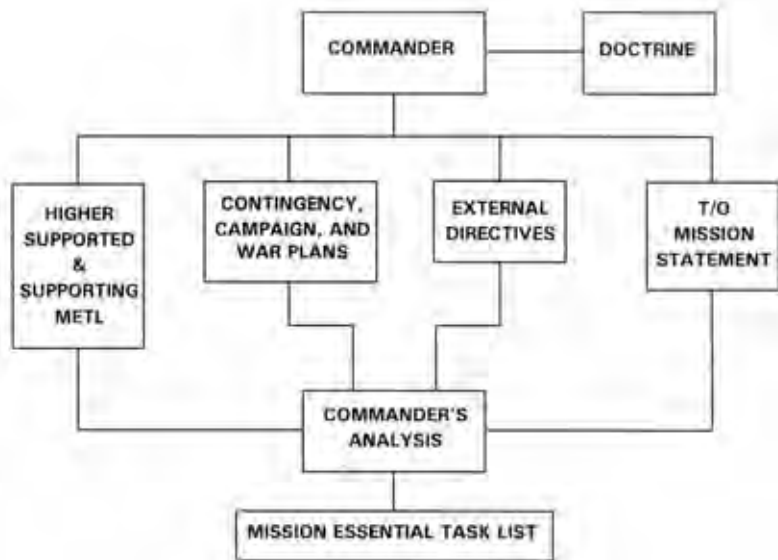 COMMANDER
DOCTRINE
HIGHER
SUPPORTED
&
SUPPORTING
METL
CONTINGENCY,
CAMPAIGN, AND
WAR PLANS
EXTERNAL
DIRECTIVES
T/O
MISSION
STATEMENT
COMMANDER'S
ANALYSIS
MISSION ESSENTIAL TASK LIST